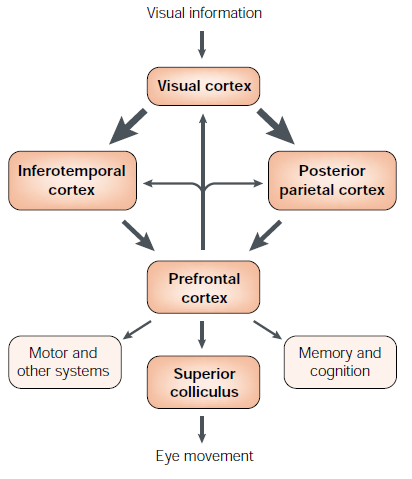 Visual information
Visual cortex
Inferotemporal
cortex
Posterior
parietal cortex
Prefrontal
cortex
Motor and
other systems
Superior
colliculus
Memory and
cognition
Eye movement